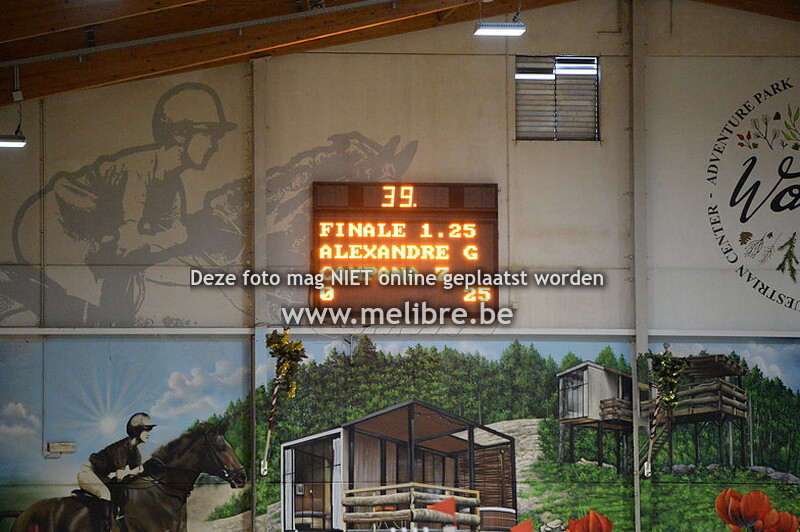 39.
FINALE 1.25
ALEXANDRE G
0 25
Deze foto mag NIET online geplaatst worden
www.melibre.be
EQUESTRIAN CENTER - ADVENTURE PARK